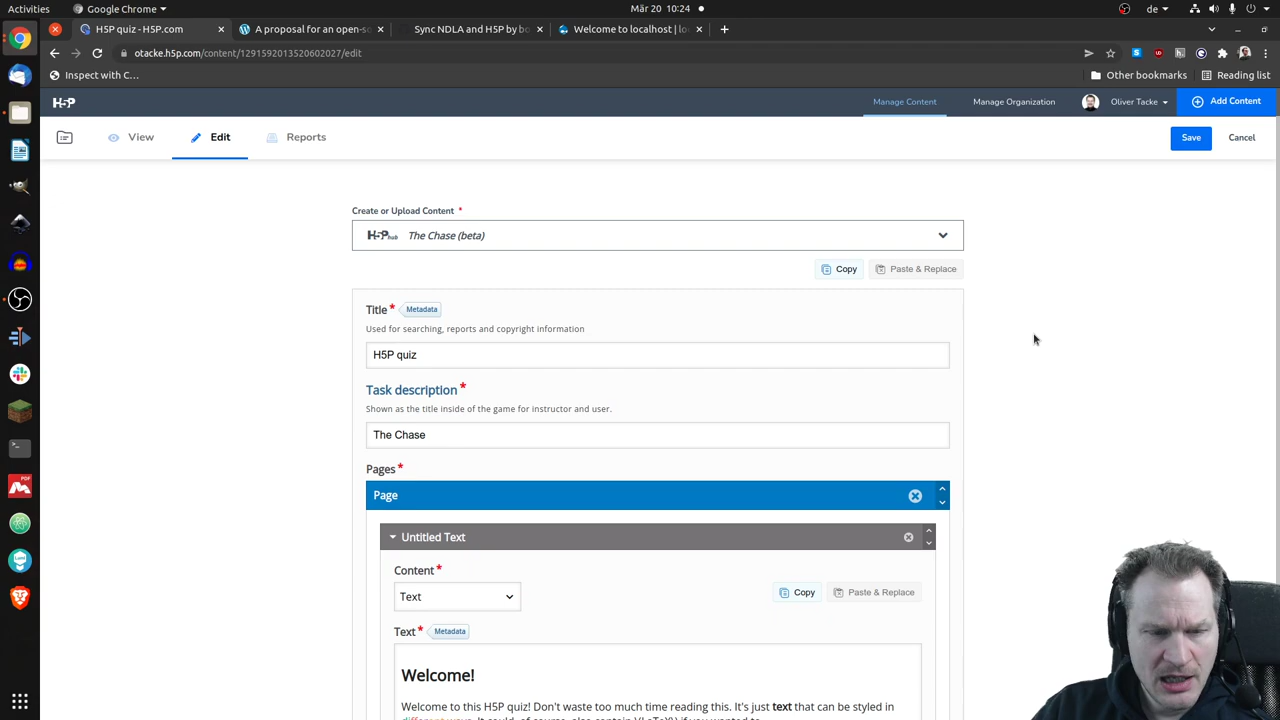 Activities
Google Chrome
Mär 20 10:24
de
H5P quiz - H5P.com
A proposal for an open-s
Sync NDLA and H5P by bo
Welcome to localhost | loc
otacke.h5p.com/content/1291592013520602027/edit
Inspect with C…
Other bookmarks
Reading list
H5P
Manage Content
Manage Organization
Oliver Tacke
Add Content
View
Edit
Reports
Save
Cancel
Create or Upload Content *
H5P hub The Chase (beta)
Copy
Paste & Replace
Title * Metadata
Used for searching, reports and copyright information
H5P quiz
Task description *
Shown as the title inside of the game for instructor and user.
The Chase
Pages *
Page
Untitled Text
Content *
Text
Copy
Paste & Replace
Text * Metadata
Welcome!
Welcome to this H5P quiz! Don't waste too much time reading this. It's just text that can be styled in